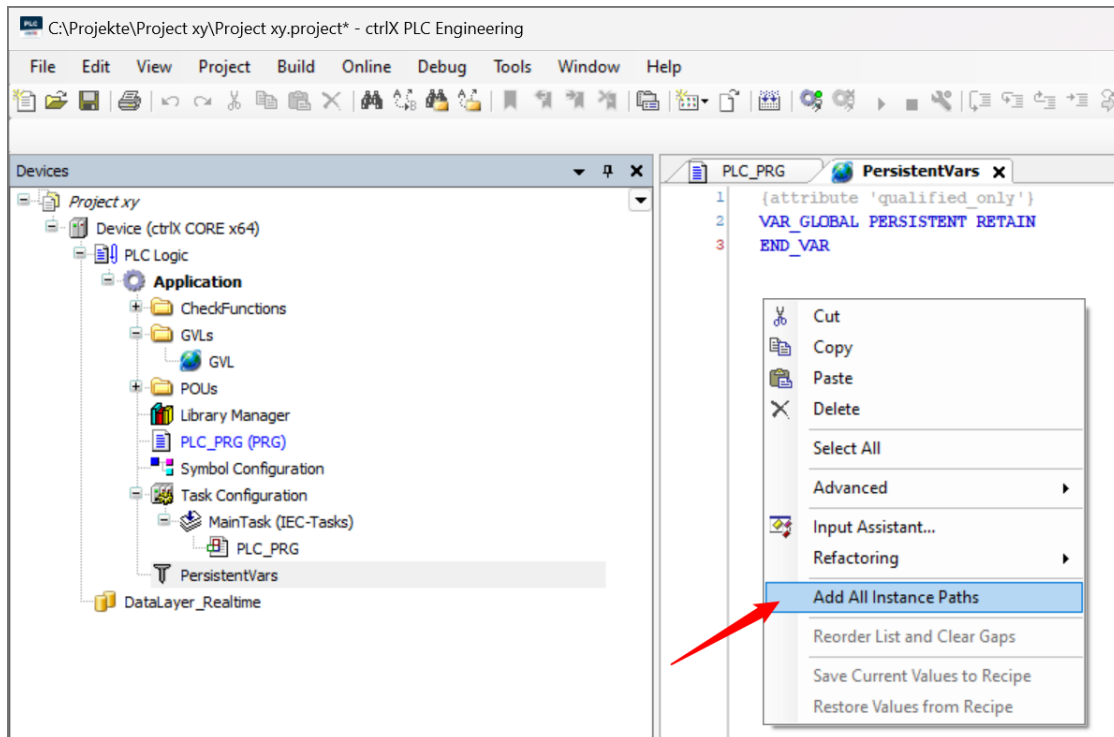 C:\Projekte\Project xy\Project xy.project* - ctrlX PLC Engineering
File Edit View Project Build Online Debug Tools Window Help
Devices
Project xy
Device (ctrlX CORE x64)
PLC Logic
Application
CheckFunctions
GVLs
GVL
POUs
Library Manager
PLC_PRG (PRG)
Symbol Configuration
Task Configuration
MainTask (IEC-Tasks)
PLC_PRG
PersistentVars
DataLayer_Realtime
PLC_PRG PersistentVars
1 {attribute 'qualified_only'}
2 VAR_GLOBAL PERSISTENT RETAIN
3 END_VAR
Cut
Copy
Paste
Delete
Select All
Advanced
Input Assistant...
Refactoring
Add All Instance Paths
Reorder List and Clear Gaps
Save Current Values to Recipe
Restore Values from Recipe